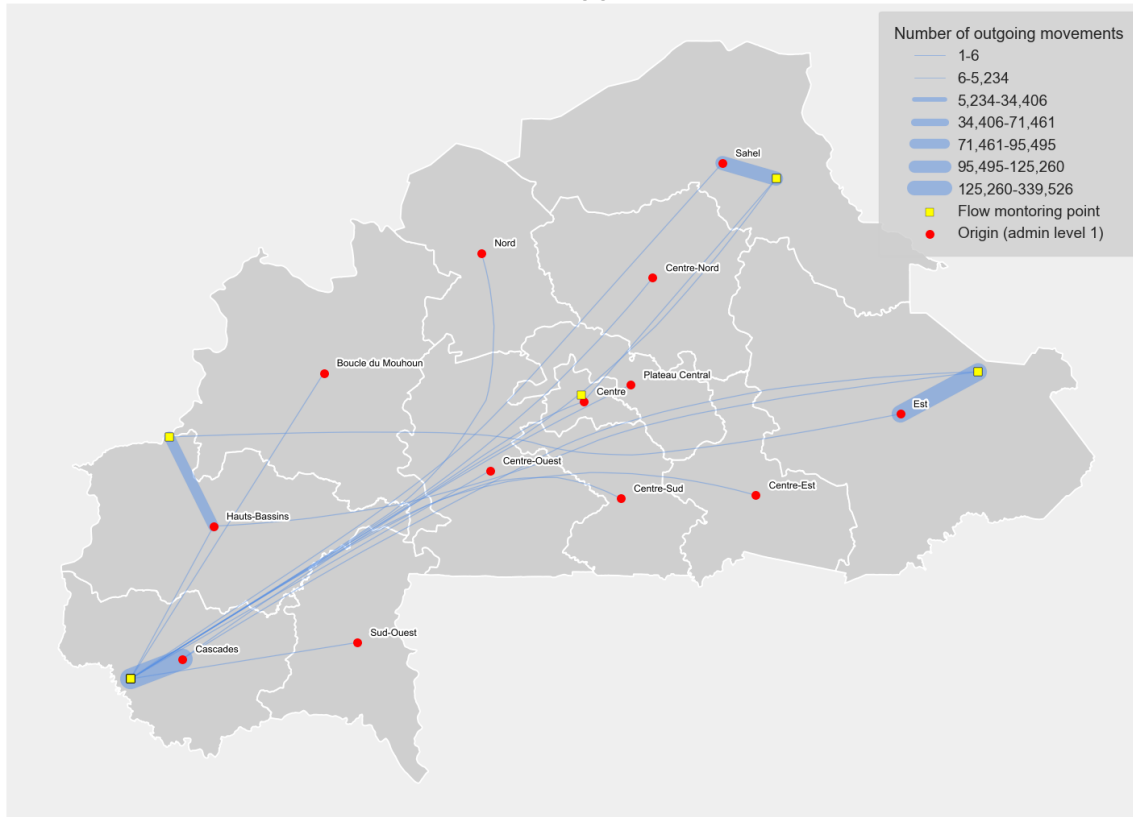 Number of outgoing movements
1-6
6-5,234
5,234-34,406
34,406-71,461
71,461-95,495
95,495-125,260
125,260-339,526
Flow montoring point
Origin (admin level 1)
Sahel
Nord
Centre-Nord
Boucle du Mouhoun
Plateau Central
Centre
Est
Centre-Ouest
Centre-Sud
Centre-Est
Hauts-Bassins
Sud-Ouest
Cascades